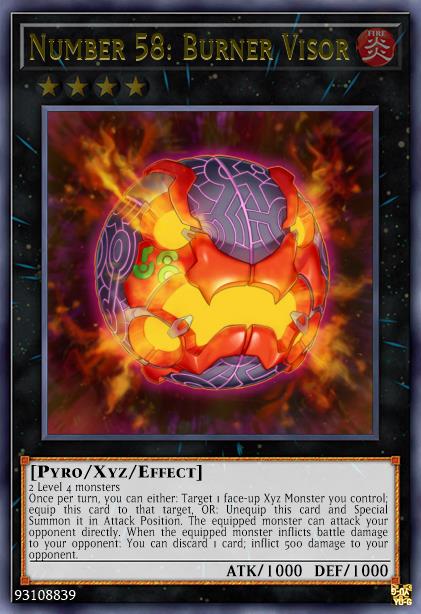 Number 58: Burner Visor
FIRE
炎
58
[Pyro/Xyz/Effect]
2 Level 4 monsters
Once per turn, you can either: Target 1 face-up Xyz Monster you control;
equip this card to that target, OR: Unequip this card and Special
Summon it in Attack Position. The equipped monster can attack your
opponent directly. When the equipped monster inflicts battle damage
to your opponent: You can discard 1 card; inflict 500 damage to your
opponent.
ATK/1000 DEF/1000
93108839